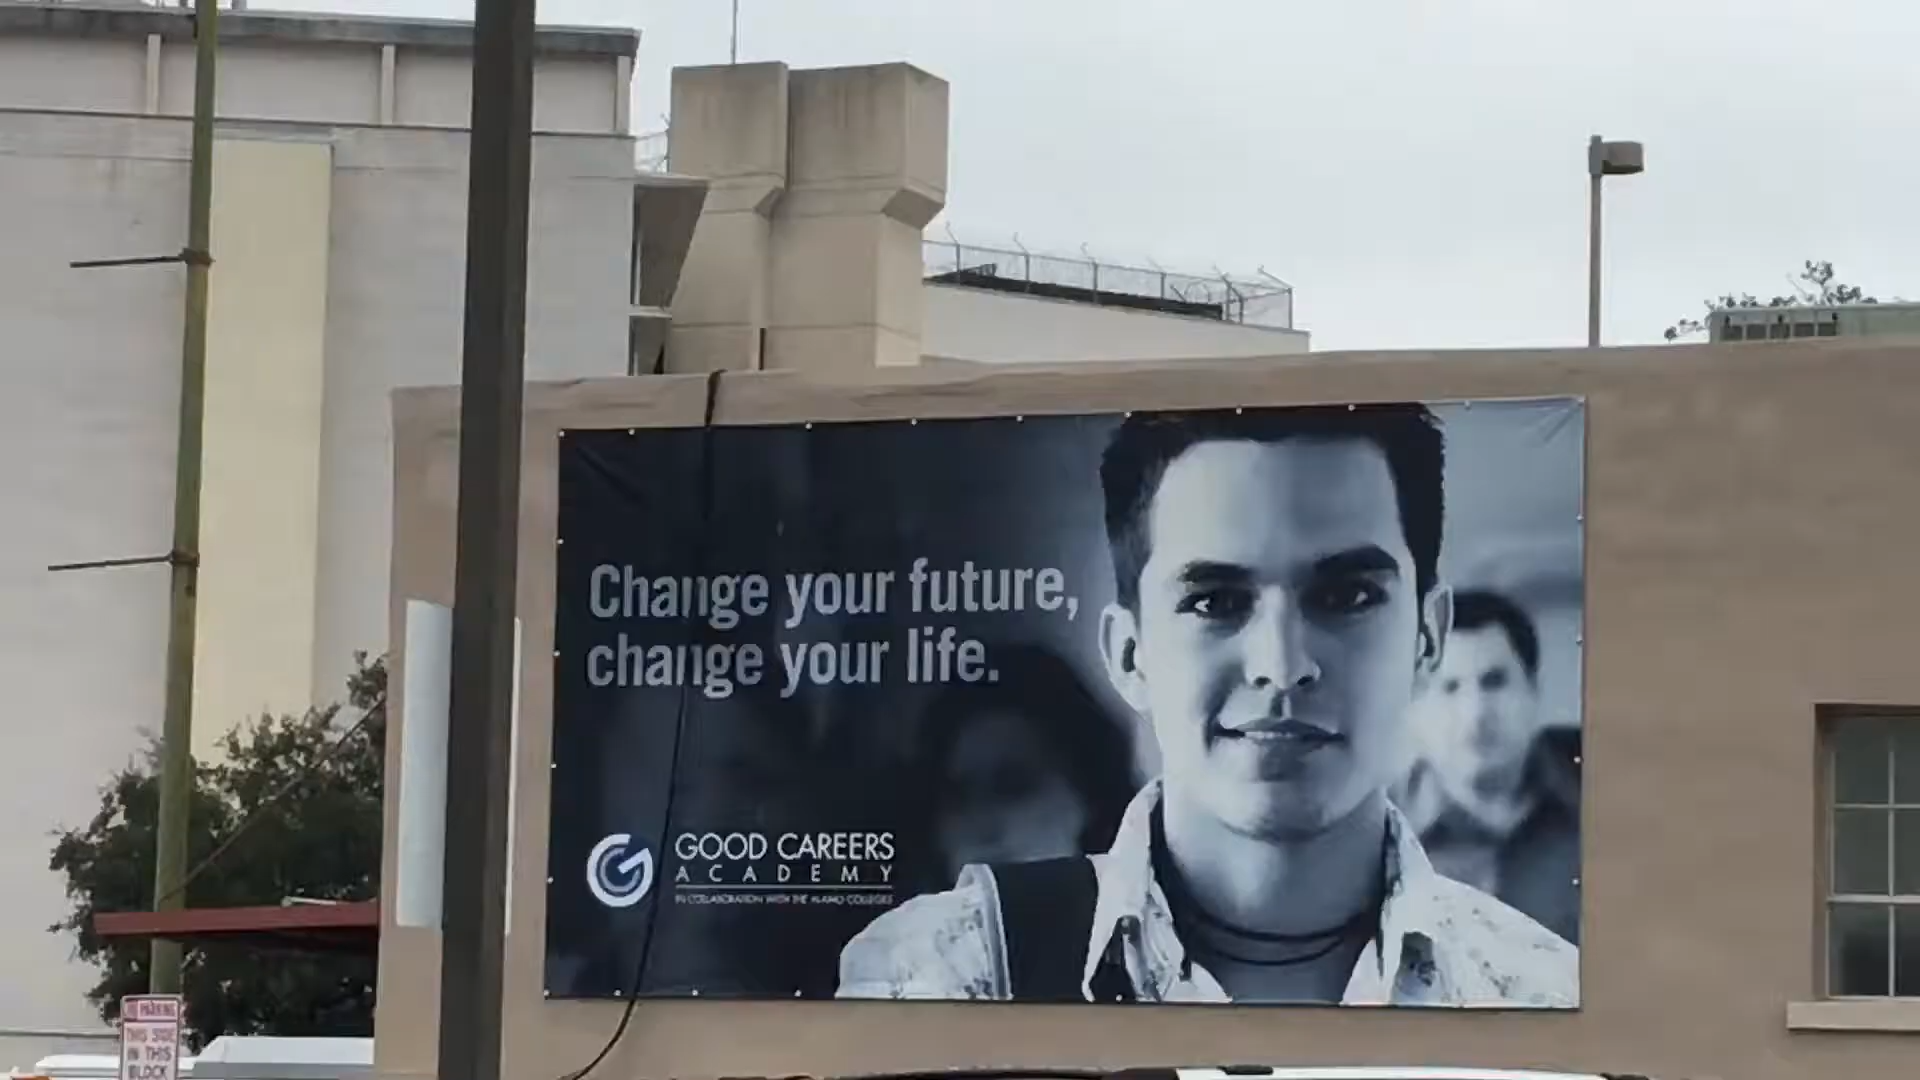 Change your future,
change your life.
GOOD CAREERS
ACADEMY
IN COLLABORATION WITH THE ALAMO COLLEGES
NO PARKING
THIS SIDE
IN THIS
BLOCK